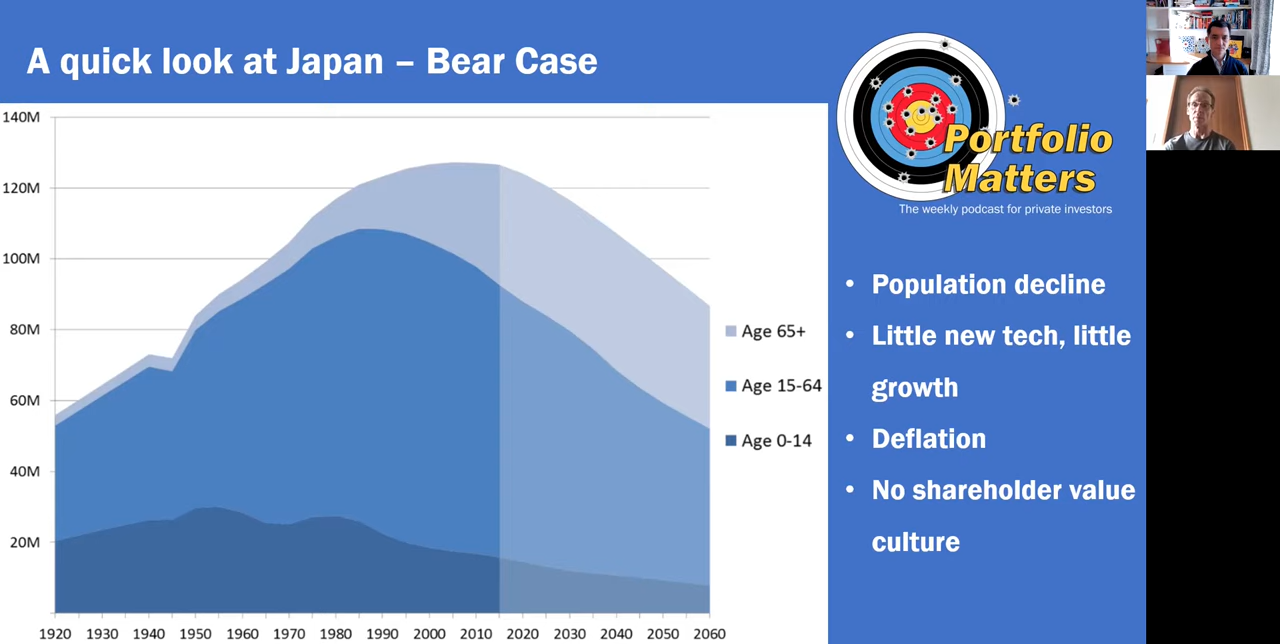 A quick look at Japan – Bear Case
140M
120M
100M
80M
60M
40M
20M
1920 1930 1940 1950 1960 1970 1980 1990 2000 2010 2020 2030 2040 2050 2060
Age 65+
Age 15-64
Age 0-14
Portfolio
Matters
The weekly podcast for private investors
• Population decline
• Little new tech, little
growth
• Deflation
• No shareholder value
culture